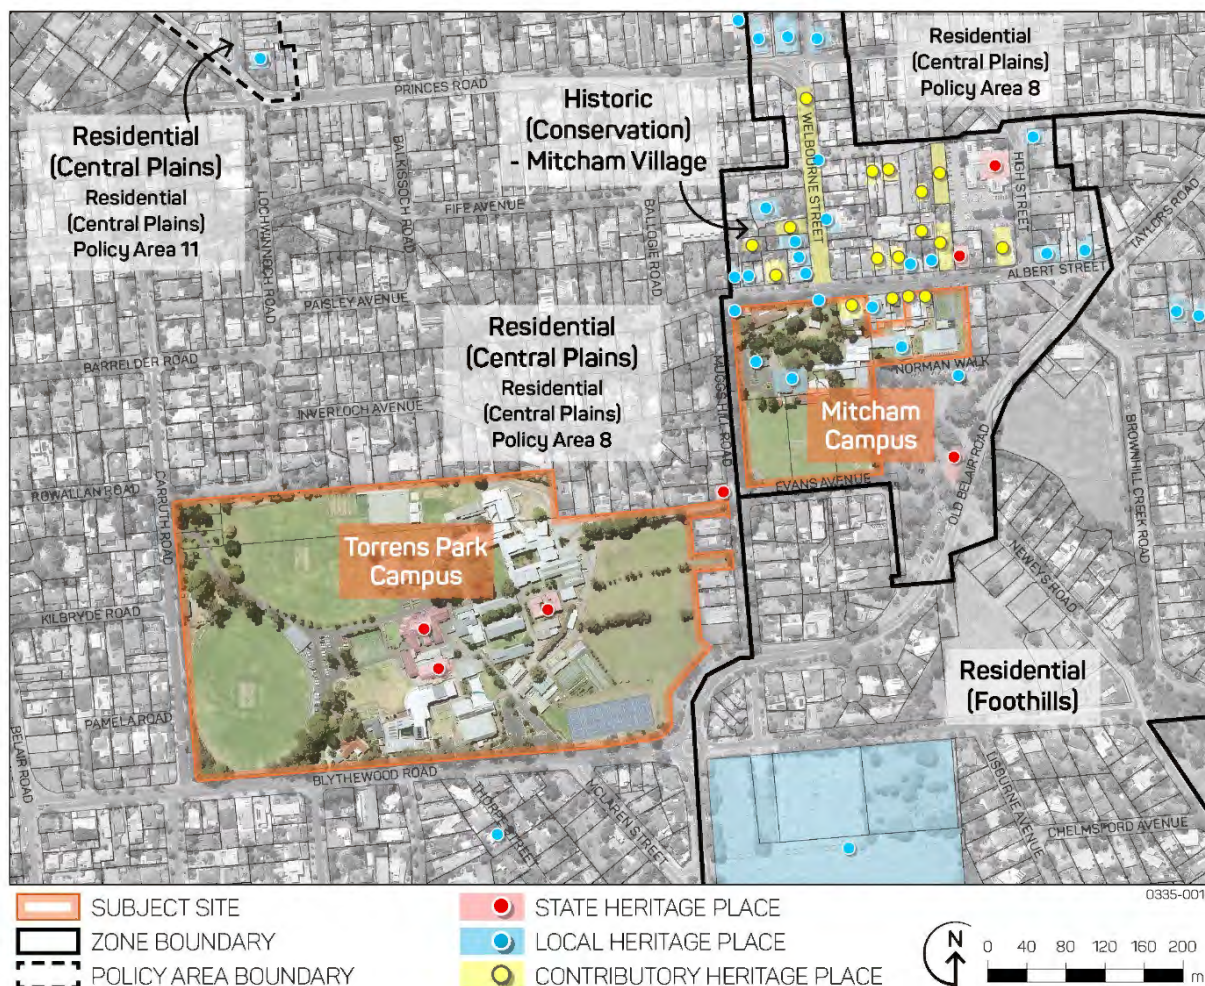 Residential
(Central Plains)
Policy Area 8
PRINCES ROAD
Historic
(Conservation)
- Mitcham Village
Residential
(Central Plains)
Residential
(Central Plains)
Policy Area 11
WELBOURNE STREET
HIGH STREET
TAYLORS ROAD
LOCHWINNOCH ROAD
BALKISSOCH ROAD
FIFE AVENUE
BALLOGIE ROAD
ALBERT STREET
PAISLEY AVENUE
Residential
(Central Plains)
Residential
(Central Plains)
Policy Area 8
BARRELDER ROAD
MUGGS HILL ROAD
NORMAN WALK
INVERLOCH AVENUE
Mitcham
Campus
BROWNHILL CREEK ROAD
OLD BELAIR ROAD
EVANS AVENUE
ROWALLAN ROAD
CARRUTH ROAD
Torrens Park
Campus
NEWEYS ROAD
KILBRYDE ROAD
Residential
(Foothills)
PAMELA ROAD
BELAIR ROAD
BLYTHEWOOD ROAD
THORPE STREET
MCLAREN STREET
OSBURNE AVENUE
CHELMSFORD AVENUE
0335-001
SUBJECT SITE
ZONE BOUNDARY
POLICY AREA BOUNDARY
STATE HERITAGE PLACE
LOCAL HERITAGE PLACE
CONTRIBUTORY HERITAGE PLACE
N
0 40 80 120 160 200
m